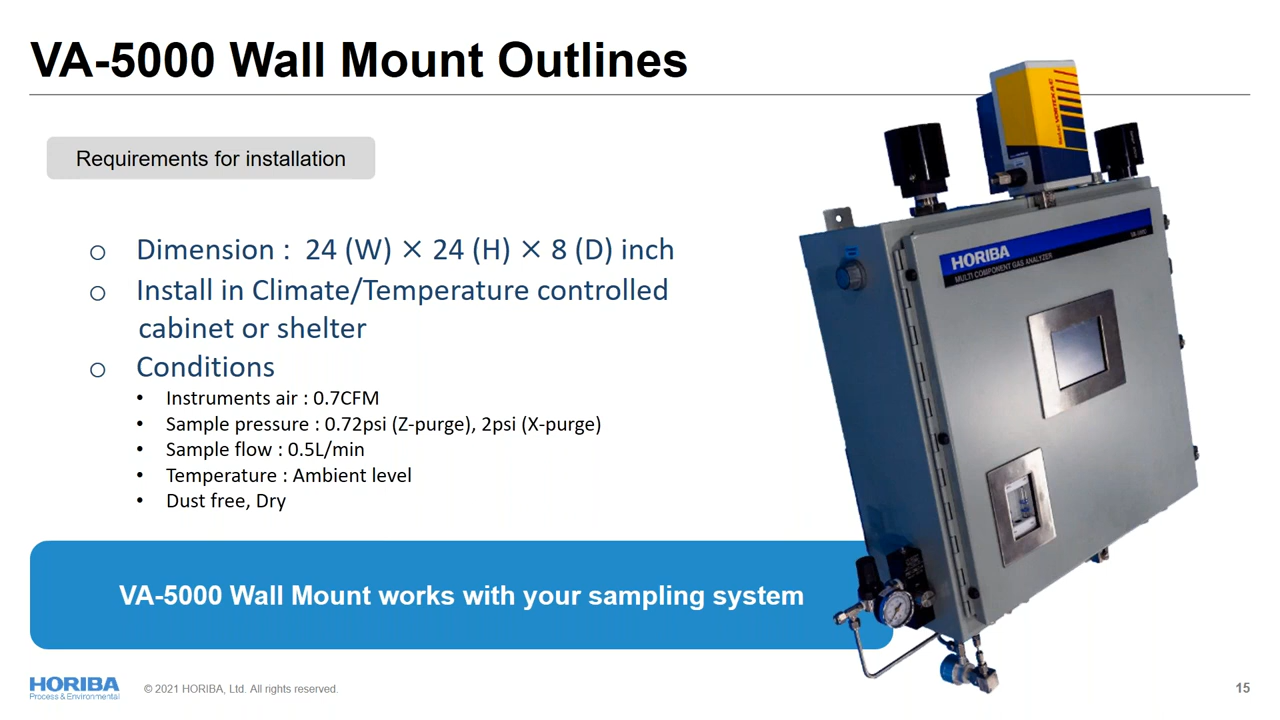 VA-5000 Wall Mount Outlines
Requirements for installation
o Dimension : 24 (W) × 24 (H) × 8 (D) inch
o Install in Climate/Temperature controlled
cabinet or shelter
o Conditions
• Instruments air : 0.7CFM
• Sample pressure : 0.72psi (Z-purge), 2psi (X-purge)
• Sample flow : 0.5L/min
• Temperature : Ambient level
• Dust free, Dry
HORIBA
MULTI COMPONENT GAS ANALYZER
VA-5000 Wall Mount works with your sampling system
HORIBA
Process & Environmental
© 2021 HORIBA, Ltd. All rights reserved.
15